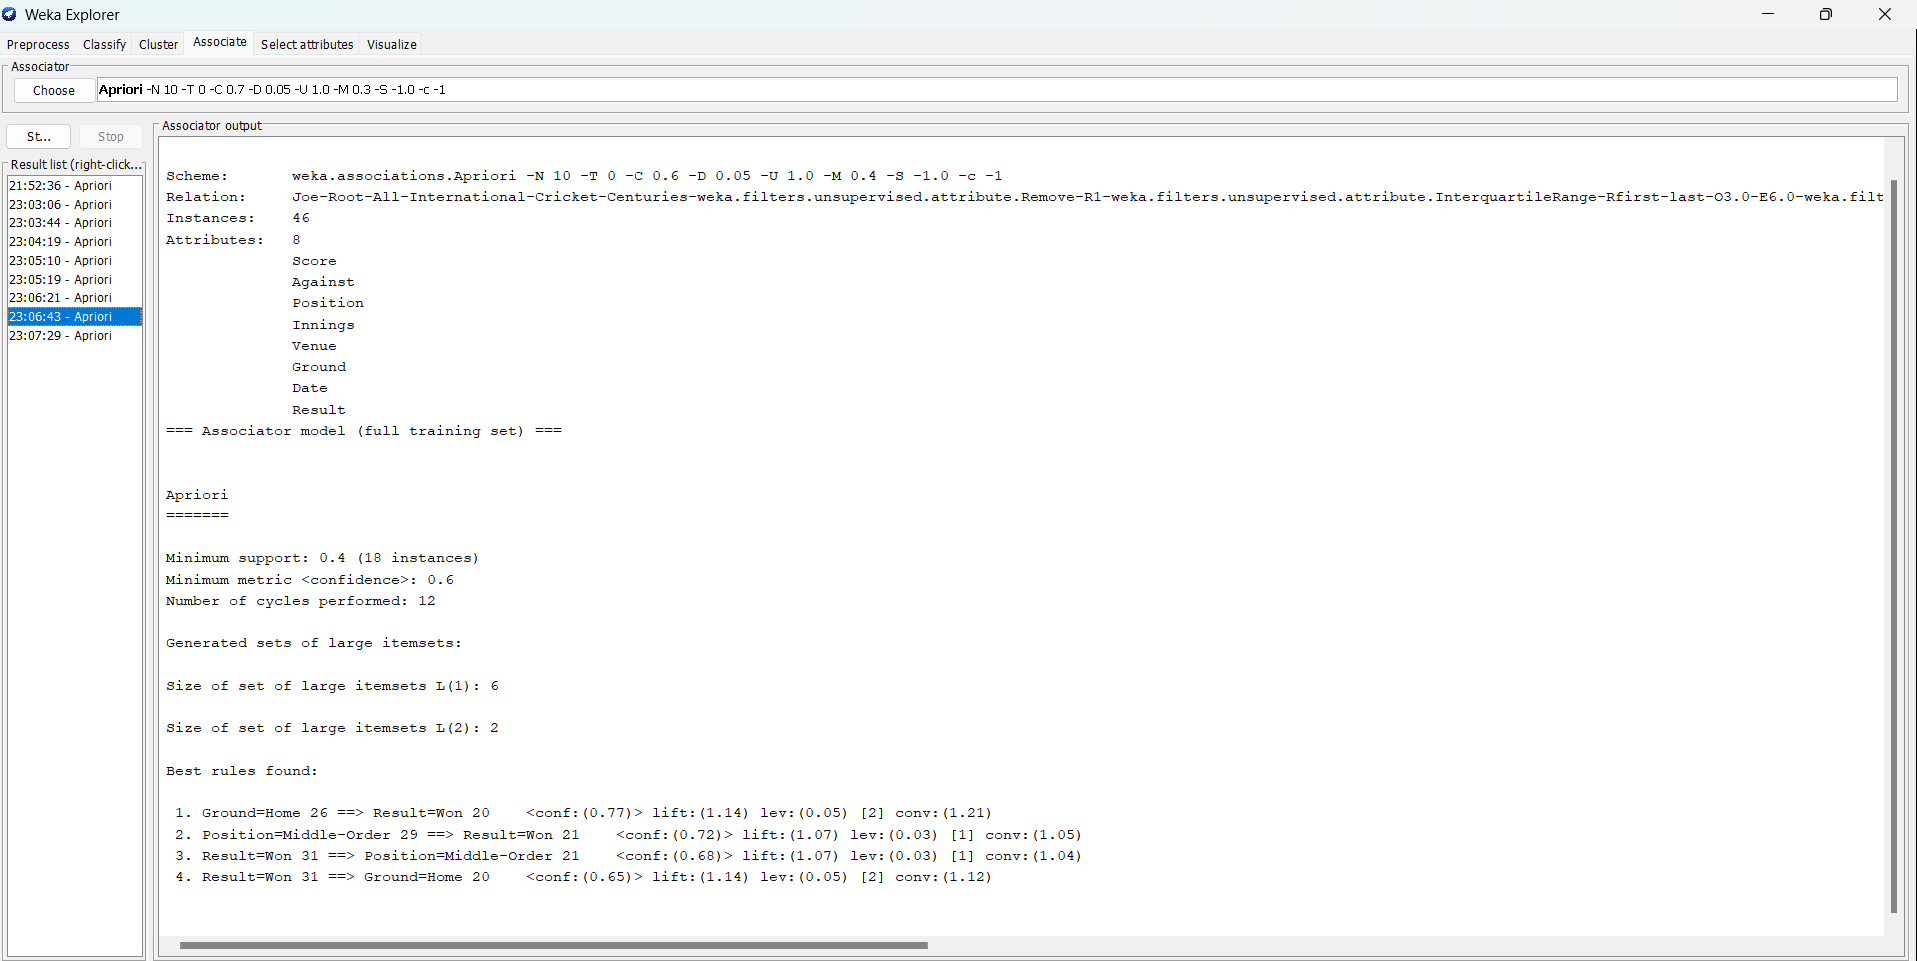 Weka Explorer
Preprocess Classify Cluster Associate Select attributes Visualize
Associator
Choose Apriori -N 10 -T 0 -C 0.7 -D 0.05 -U 1.0 -M 0.3 -S -1.0 -c -1
St... Stop
Result list (right-click...
21:52:36 - Apriori
23:03:06 - Apriori
23:03:44 - Apriori
23:04:19 - Apriori
23:05:10 - Apriori
23:05:19 - Apriori
23:06:21 - Apriori
23:06:43 - Apriori
23:07:29 - Apriori
Associator output
Scheme: weka.associations.Apriori -N 10 -T 0 -C 0.6 -D 0.05 -U 1.0 -M 0.4 -S -1.0 -c -1
Relation: Joe-Root-All-International-Cricket-Centuries-weka.filters.unsupervised.attribute.Remove-R1-weka.filters.unsupervised.attribute.InterquartileRange-Rfirst-last-O3.0-E6.0-weka.filt
Instances: 46
Attributes: 8
Score
Against
Position
Innings
Venue
Ground
Date
Result
=== Associator model (full training set) ===
Apriori
=======
Minimum support: 0.4 (18 instances)
Minimum metric <confidence>: 0.6
Number of cycles performed: 12
Generated sets of large itemsets:
Size of set of large itemsets L(1): 6
Size of set of large itemsets L(2): 2
Best rules found:
1. Ground=Home 26 ==> Result=Won 20 <conf:(0.77)> lift:(1.14) lev:(0.05) [2] conv:(1.21)
2. Position=Middle-Order 29 ==> Result=Won 21 <conf:(0.72)> lift:(1.07) lev:(0.03) [1] conv:(1.05)
3. Result=Won 31 ==> Position=Middle-Order 21 <conf:(0.68)> lift:(1.07) lev:(0.03) [1] conv:(1.04)
4. Result=Won 31 ==> Ground=Home 20 <conf:(0.65)> lift:(1.14) lev:(0.05) [2] conv:(1.12)